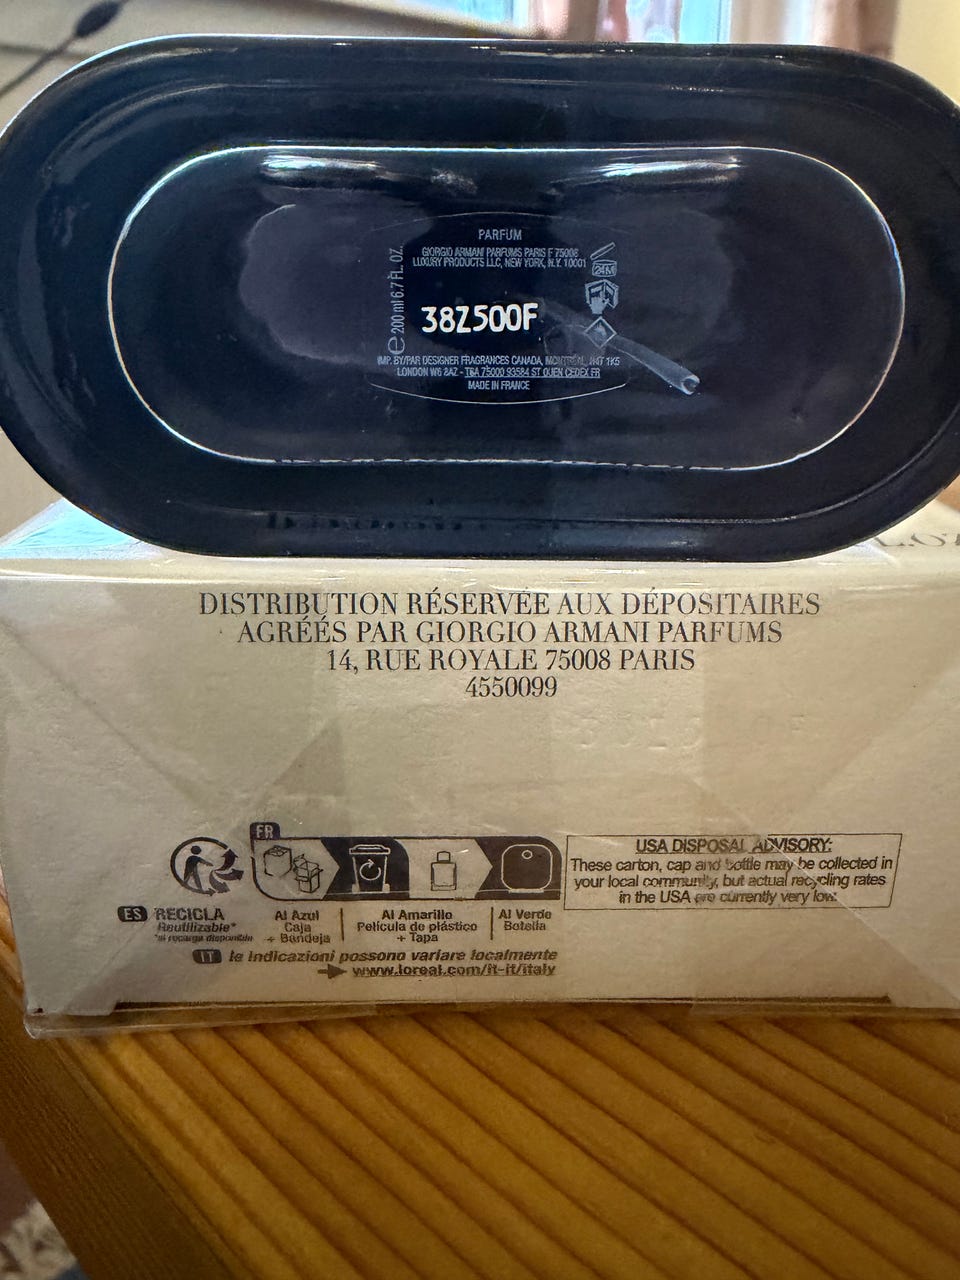 PARFUM
GIORGIO ARMANI PARFUMS PARIS F 75008
LUXURY PRODUCTS LLC, NEW YORK, N.Y. 10001
24M
e 200 ml 6.7 FL. OZ.
38Z500F
IMP. BY/PAR DESIGNER FRAGRANCES CANADA, MONTREAL, 1K5
LONDON W6 8AZ - TSA 75000 93584 ST OUEN CEDEX FR
MADE IN FRANCE
DISTRIBUTION RÉSERVÉE AUX DÉPOSITAIRES
AGRÉÉS PAR GIORGIO ARMANI PARFUMS
14, RUE ROYALE 75008 PARIS
4550099
FR
USA DISPOSAL ADVISORY:
These carton, cap and bottle may be collected in
your local community, but actual recycling rates
in the USA are currently very low.
ES RECICLA
Reutilizable*
*si recarga disponible
Al Azul
Caja
+ Bandeja
Al Amarillo
Película de plástico
+ Tapa
Al Verde
Botella
IT le indicazioni possono variare localmente
www.loreal.com/it-it/italy